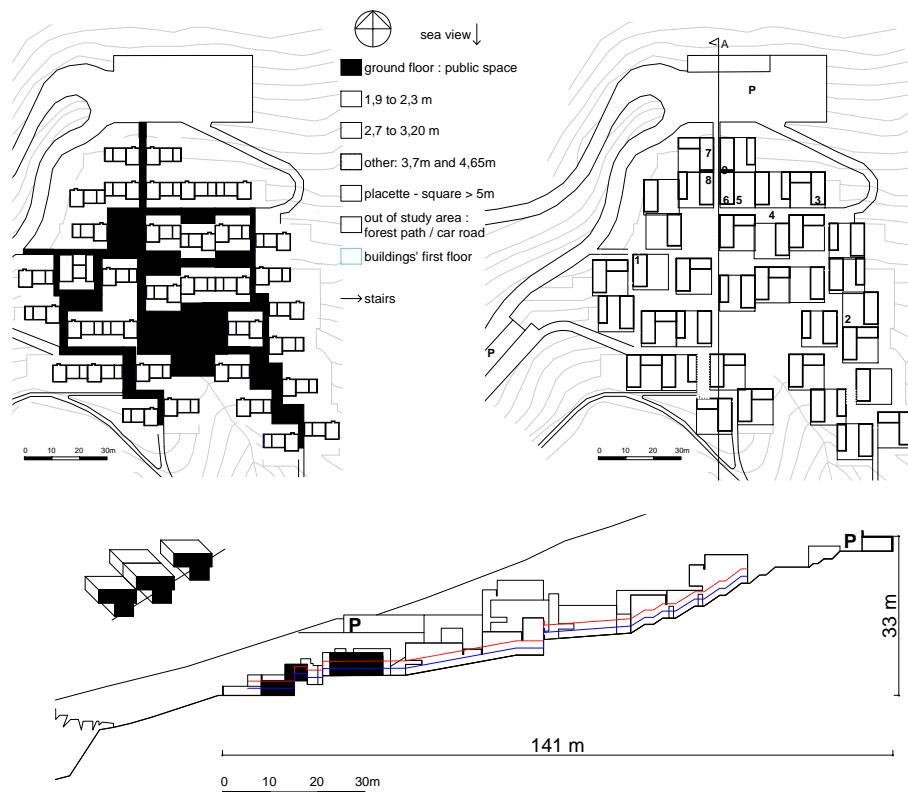 sea view
ground floor : public space
1,9 to 2,3 m
2,7 to 3,20 m
other: 3,7m and 4,65m
placette - square > 5m
out of study area :
forest path / car road
buildings' first floor
stairs
0 10 20 30m
A
P
7
9
8
6 5
3
4
1
2
P
0 10 20 30m
P
P
33 m
141 m
0 10 20 30m